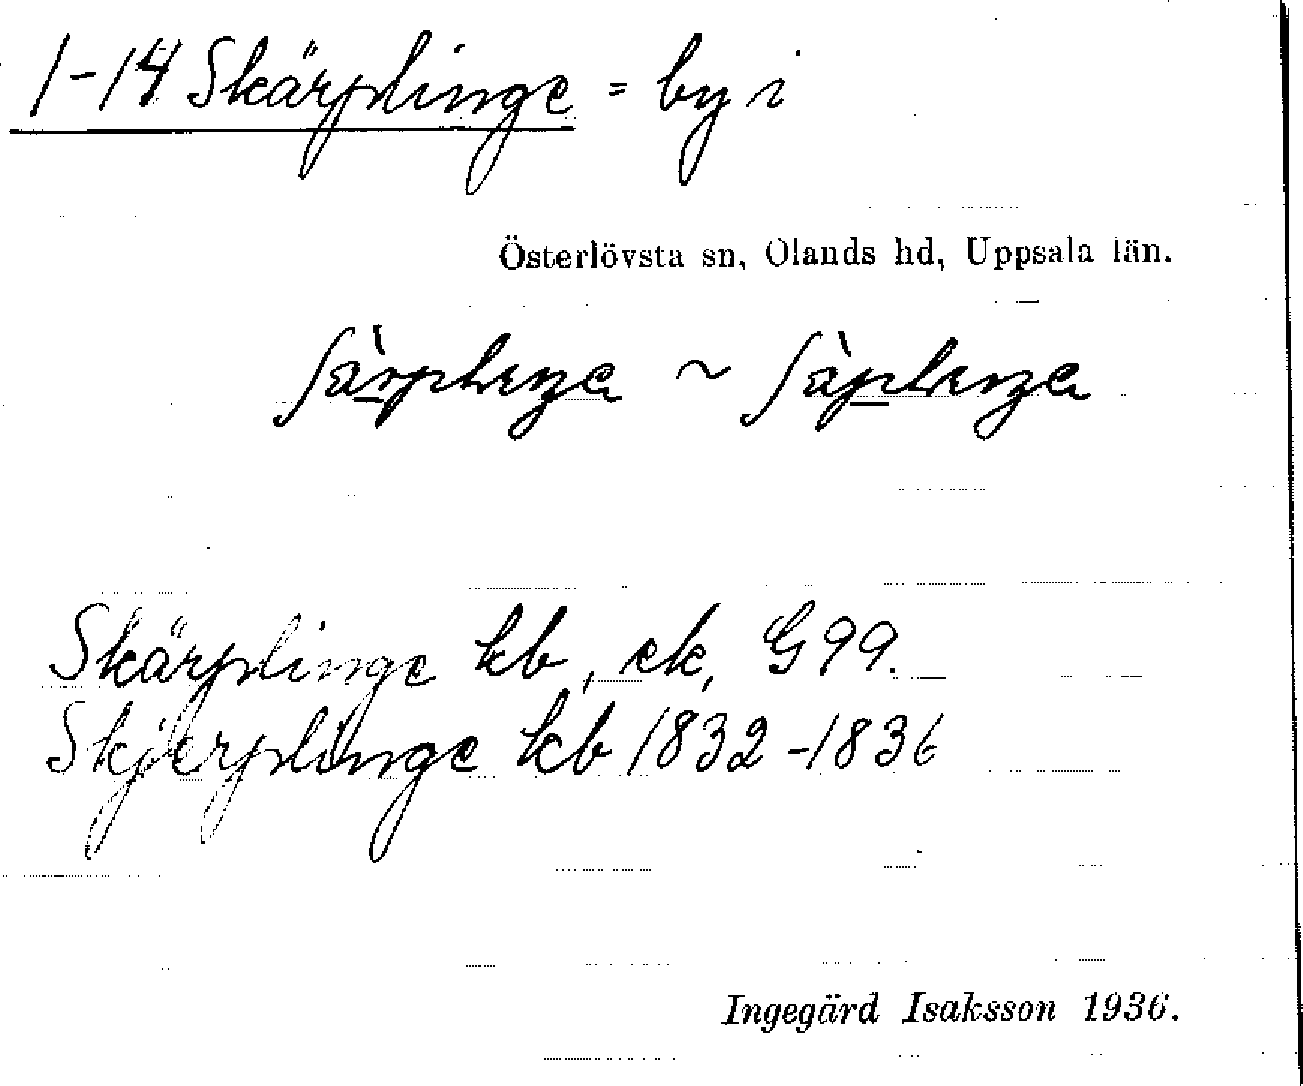 1-14 Skärplinge = by i
Österlövsta sn, Olands hd, Uppsala län.
~
Skärplinge kb, ek, G99.
Skjerplinge kb 1832-1836
Ingegärd Isaksson 1936.